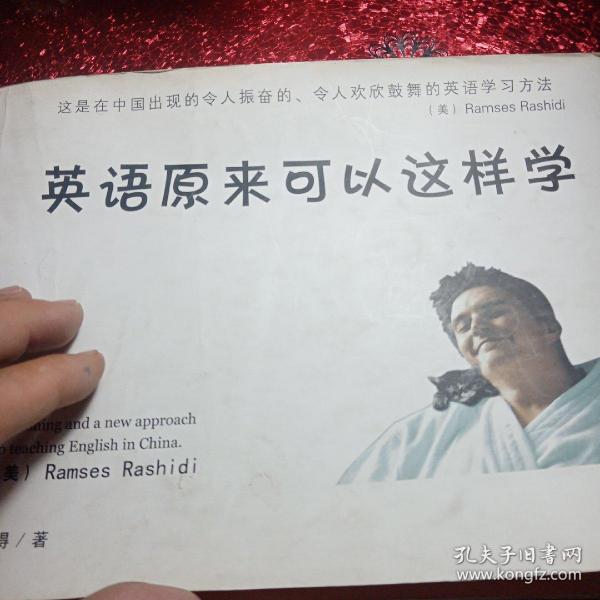 这是在中国出现的令人振奋的、令人欢欣鼓舞的英语学习方法
（美）Ramses Rashidi
英语原来可以这样学
and a new approach
teaching English in China.
美）Ramses Rashidi
得／著
孔夫子旧书网
www.kongfz.com